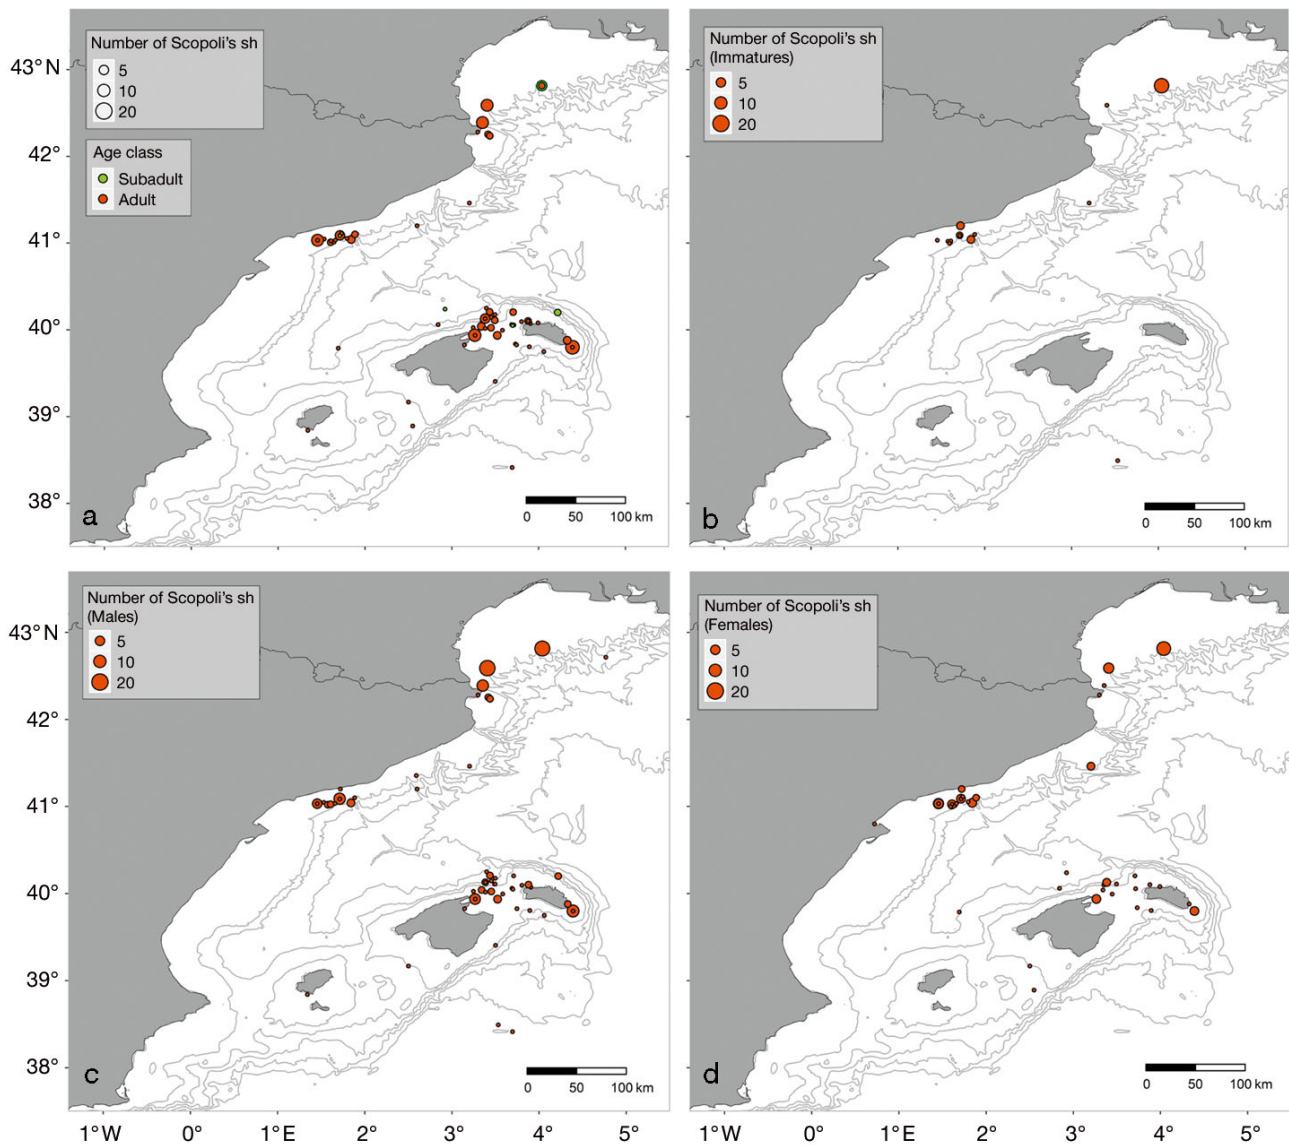 Number of Scopoli's sh
5
10
20
Age class
Subadult
Adult
43°N
42°
41°
40°
39°
38°
a
0 50 100 km
Number of Scopoli's sh
(Immatures)
5
10
20
b
0 50 100 km
Number of Scopoli's sh
(Males)
5
10
20
43°N
42°
41°
40°
39°
38°
c
0 50 100 km
Number of Scopoli's sh
(Females)
5
10
20
d
0 50 100 km
1°W 0° 1°E 2° 3° 4° 5° 1°W 0° 1°E 2° 3° 4° 5°